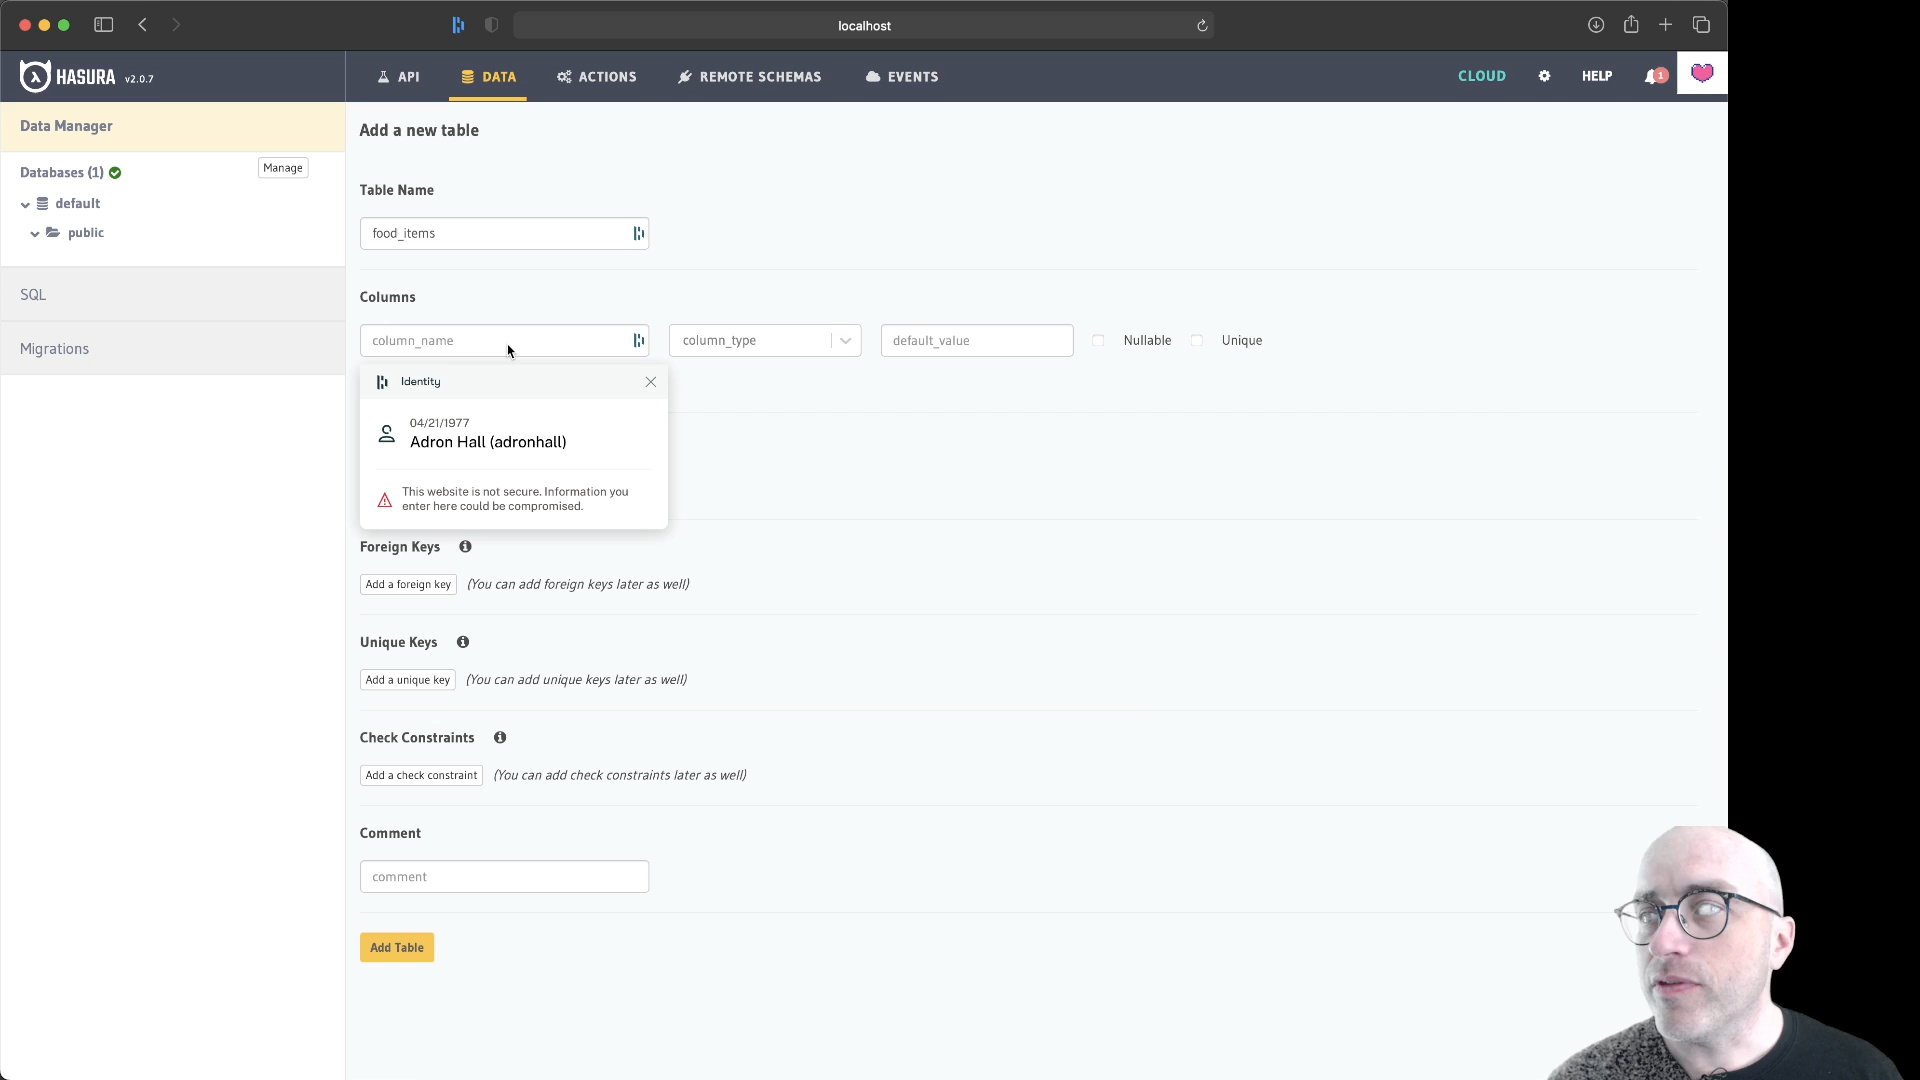 localhost
HASURA v2.0.7
API
DATA
ACTIONS
REMOTE SCHEMAS
EVENTS
CLOUD
HELP
1
Data Manager
Databases (1)
Manage
default
public
SQL
Migrations
Add a new table
Table Name
food_items
Columns
column_name
column_type
default_value
Nullable
Unique
Identity
04/21/1977
Adron Hall (adronhall)
This website is not secure. Information you
enter here could be compromised.
Foreign Keys
Add a foreign key (You can add foreign keys later as well)
Unique Keys
Add a unique key (You can add unique keys later as well)
Check Constraints
Add a check constraint (You can add check constraints later as well)
Comment
comment
Add Table